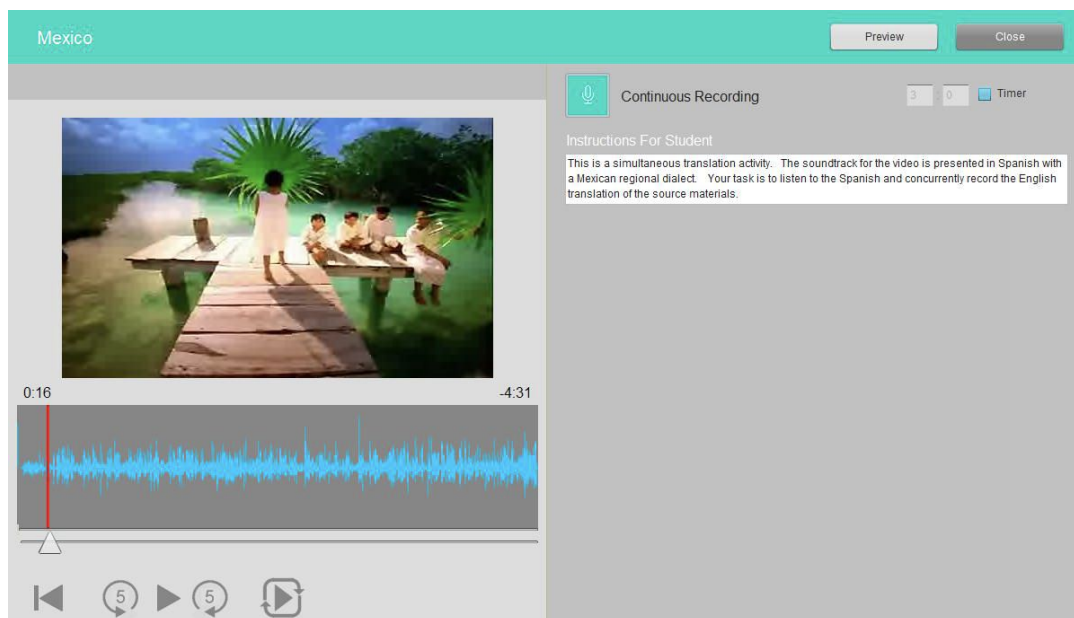 Mexico
Preview
Close
Continuous Recording
3 0 Timer
Instructions For Student
This is a simultaneous translation activity. The soundtrack for the video is presented in Spanish with
a Mexican regional dialect. Your task is to listen to the Spanish and concurrently record the English
translation of the source materials.
0:16
-4:31
5
5